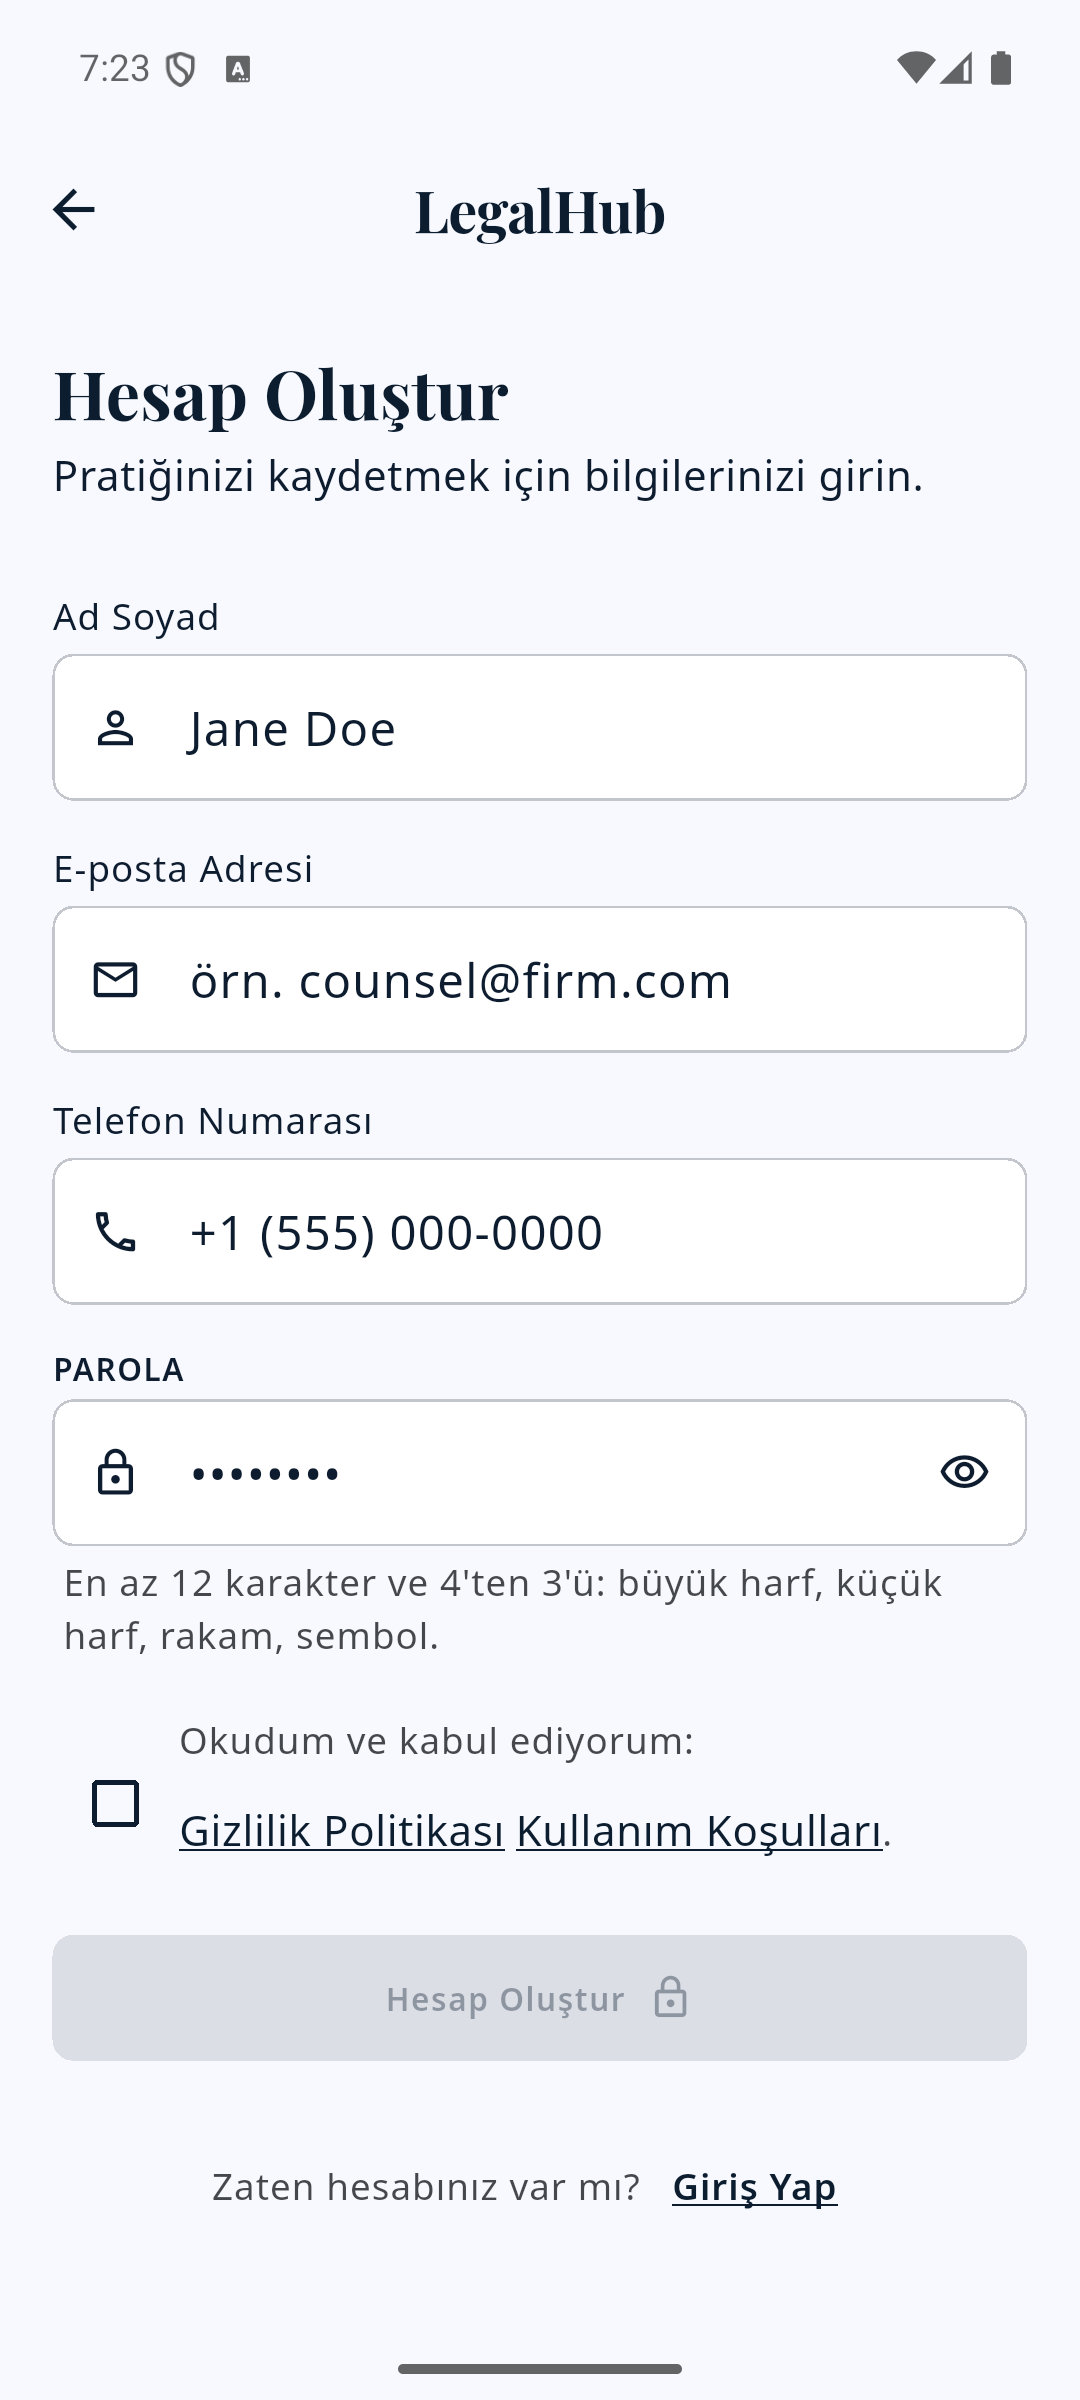 7:23
LegalHub
Hesap Oluştur
Pratiğinizi kaydetmek için bilgilerinizi girin.
Ad Soyad
Jane Doe
E-posta Adresi
örn. counsel@firm.com
Telefon Numarası
+1 (555) 000-0000
PAROLA
••••••••
En az 12 karakter ve 4'ten 3'ü: büyük harf, küçük
harf, rakam, sembol.
Okudum ve kabul ediyorum:
Gizlilik Politikası Kullanım Koşulları.
Hesap Oluştur
Zaten hesabınız var mı? Giriş Yap